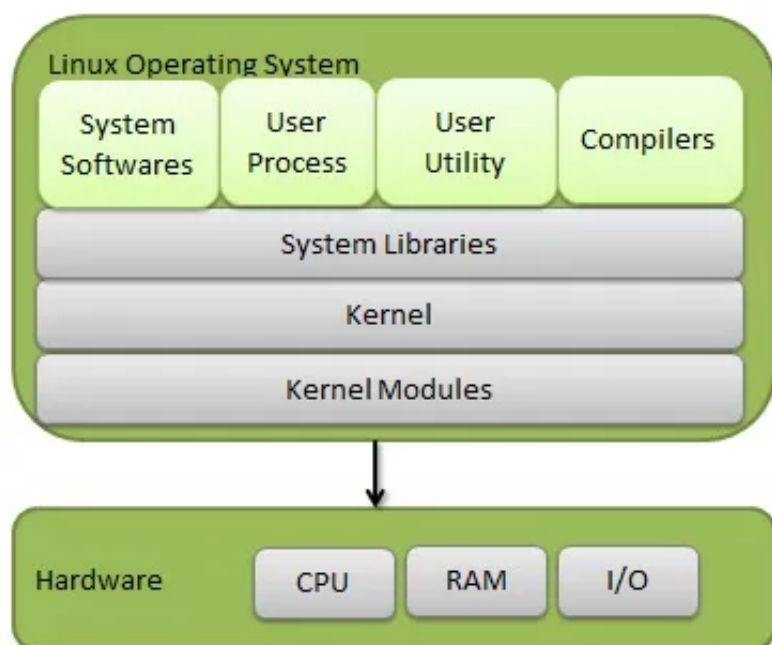 Linux Operating System
System
Softwares
User
Process
User
Utility
Compilers
System Libraries
Kernel
Kernel Modules
Hardware
CPU
RAM
I/O